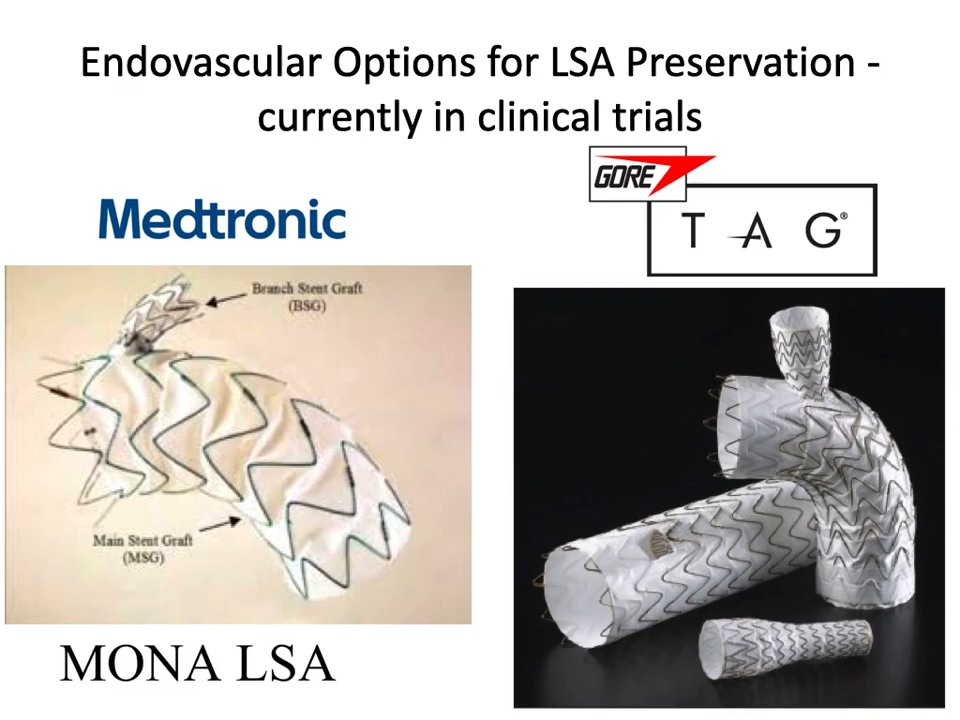 Endovascular Options for LSA Preservation -
currently in clinical trials
Medtronic
GORE
TAG®
Branch Stent Graft
(BSG)
Main Stent Graft
(MSG)
MONA LSA